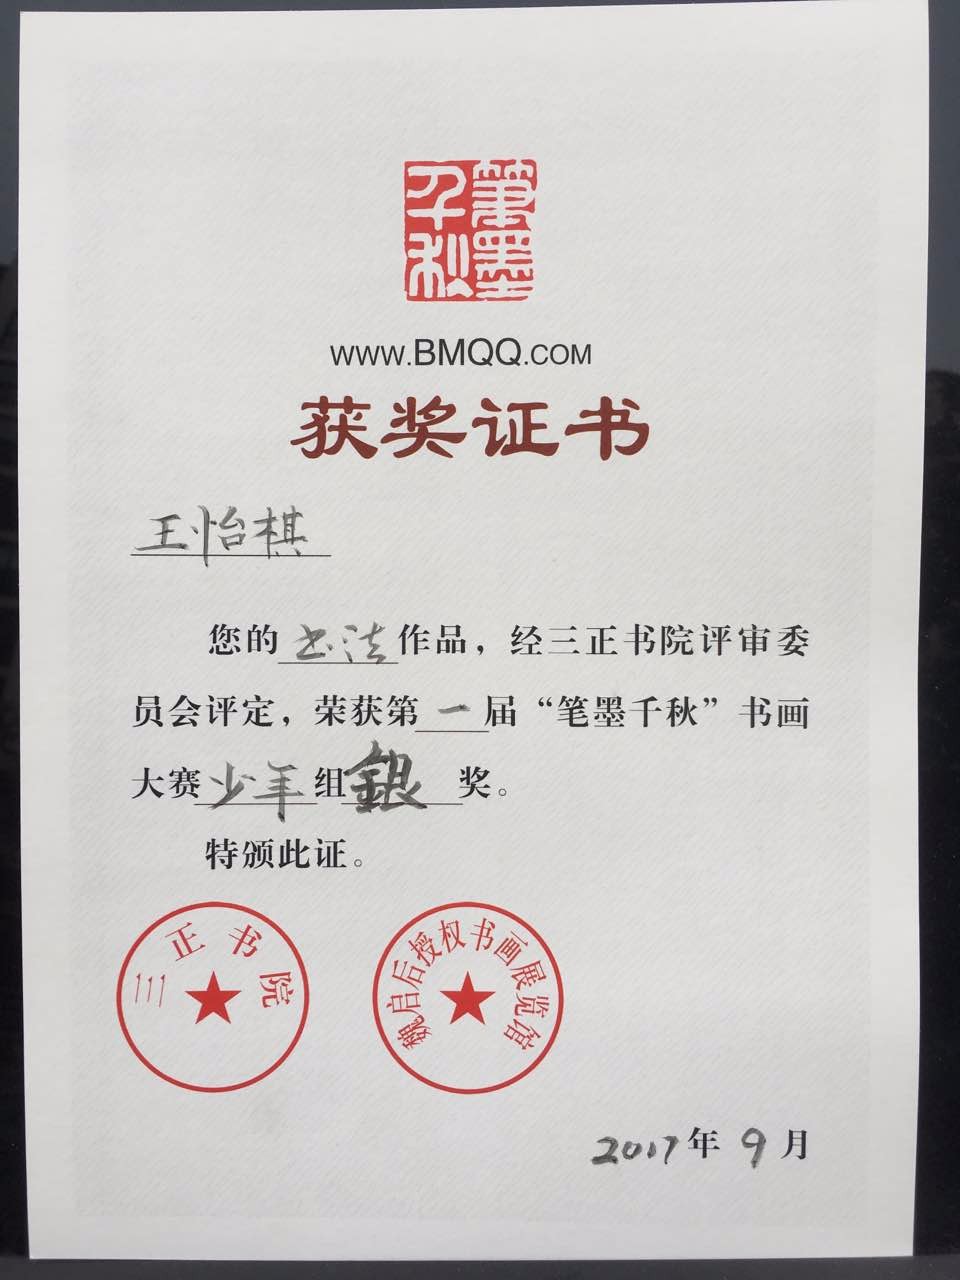 笔墨千秋
WWW.BMQQ.COM
获奖证书
王怡棋
您的书法作品，经三正书院评审委
员会评定，荣获第一届“笔墨千秋”书画
大赛少年组銀奖。
特颁此证。
三正书院
魏启后授权书画展览馆
2017年9月